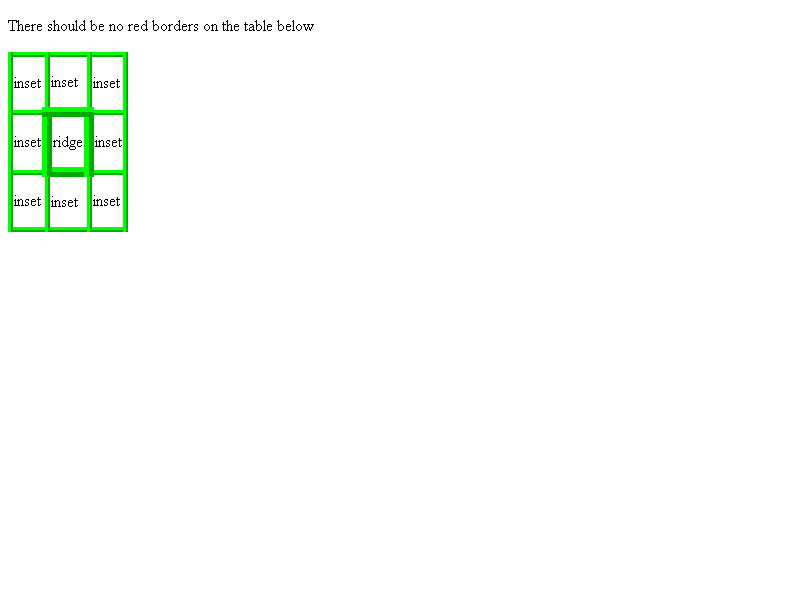 There should be no red borders on the table below
inset inset inset
inset ridge inset
inset inset inset